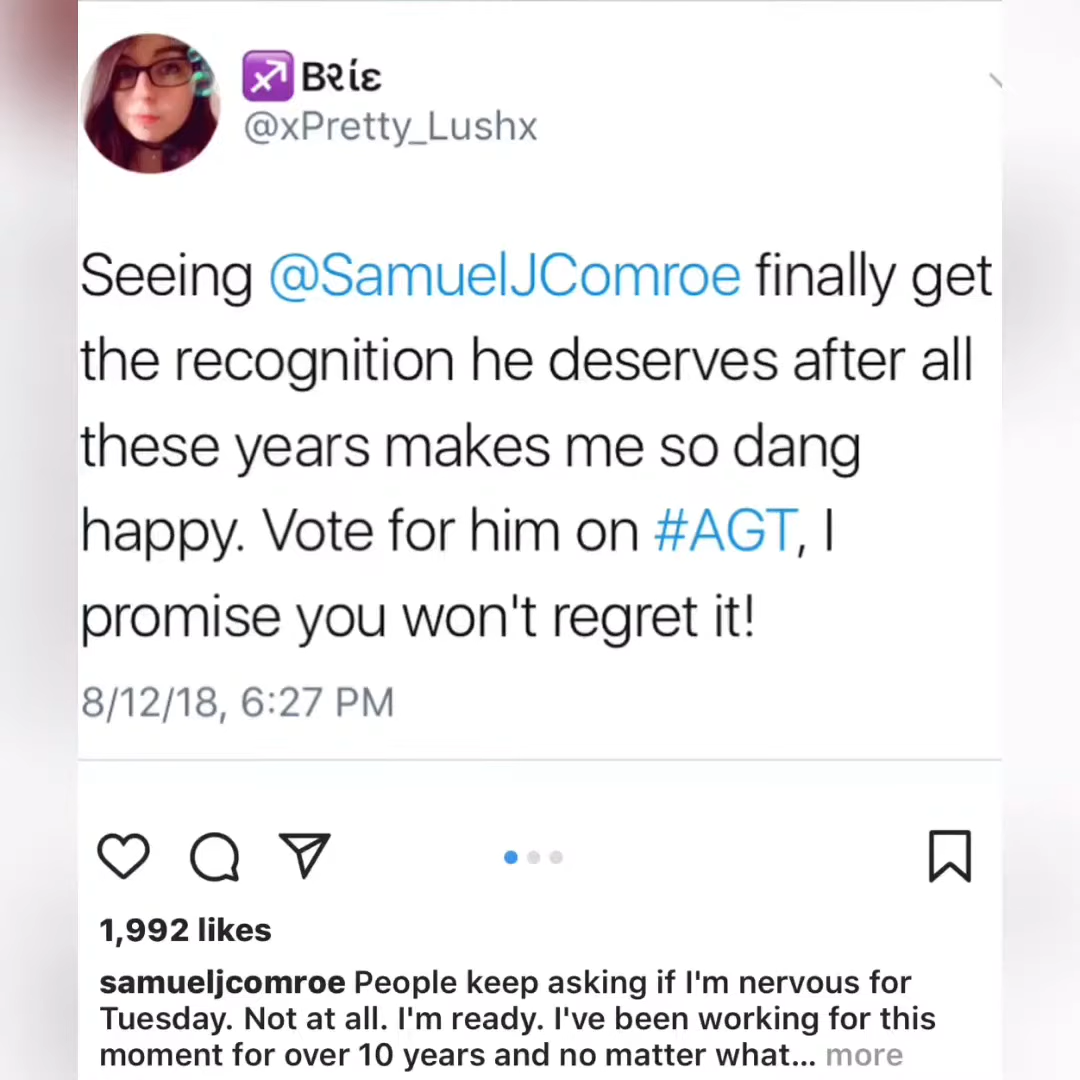 ♐ Bɤίε
@xPretty_Lushx
Seeing @SamuelJComroe finally get
the recognition he deserves after all
these years makes me so dang
happy. Vote for him on #AGT, I
promise you won't regret it!
8/12/18, 6:27 PM
1,992 likes
samueljcomroe People keep asking if I'm nervous for
Tuesday. Not at all. I'm ready. I've been working for this
moment for over 10 years and no matter what... more